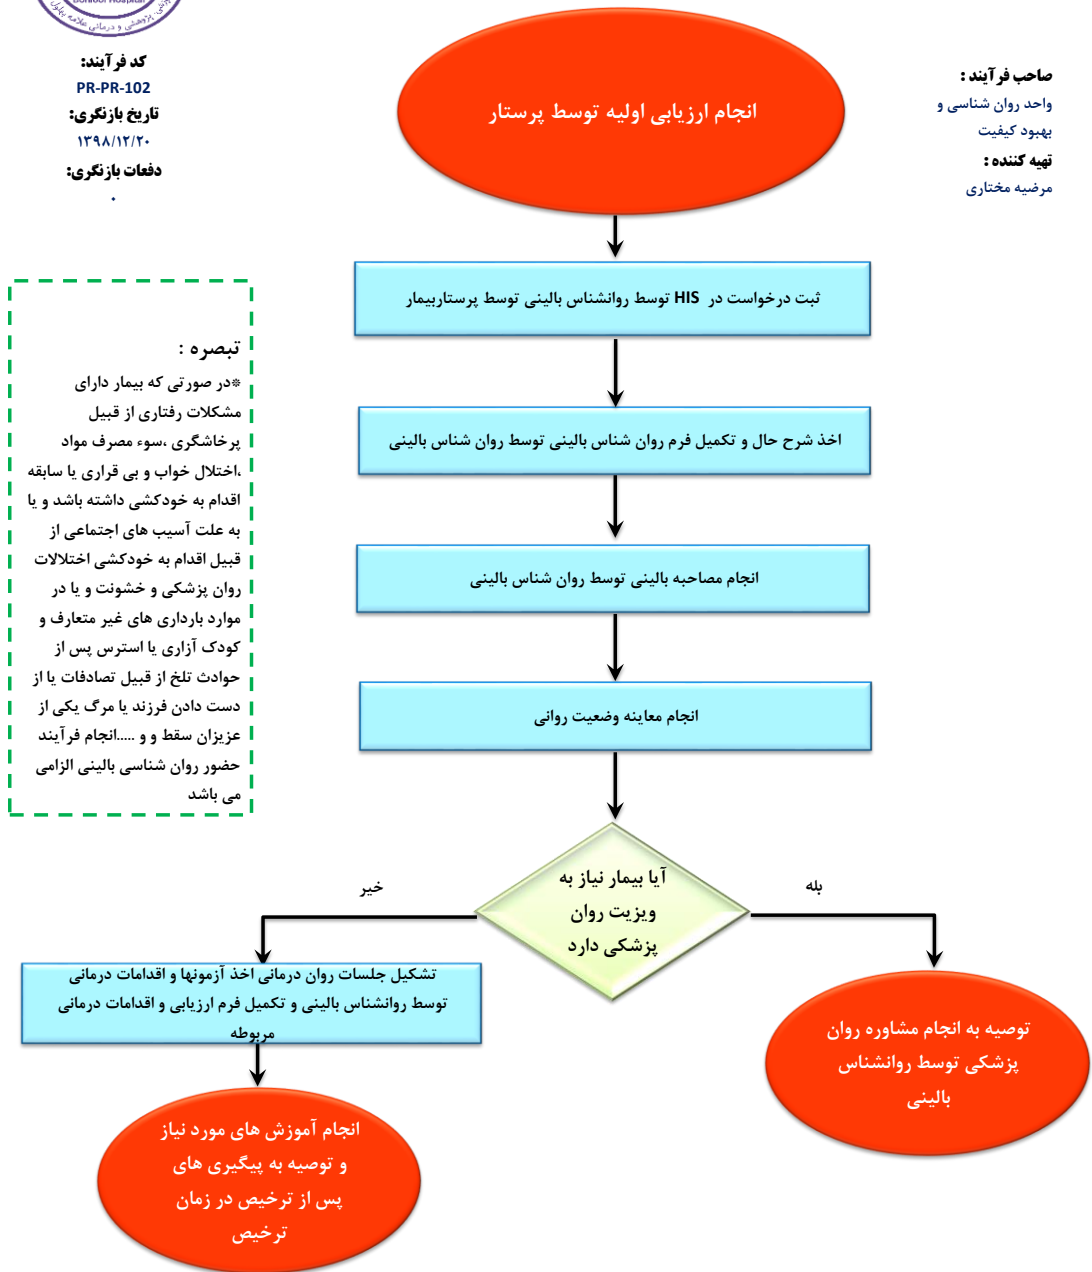 Bohlool Hospital
پژوهشی و درمانی علامه بهلول
کد فرآیند:
PR-PR-102
تاریخ بازنگری:
۱۳۹۸/۱۲/۲۰
دفعات بازنگری:
۰
صاحب فرآیند :
واحد روان شناسی و
بهبود کیفیت
تهیه کننده :
مرضیه مختاری
انجام ارزیابی اولیه توسط پرستار
ثبت درخواست در HIS توسط روانشناس بالینی توسط پرستاربیمار
اخذ شرح حال و تکمیل فرم روان شناس بالینی توسط روان شناس بالینی
انجام مصاحبه بالینی توسط روان شناس بالینی
انجام معاینه وضعیت روانی
تبصره :
*در صورتی که بیمار دارای
مشکلات رفتاری از قبیل
پرخاشگری ،سوء مصرف مواد
،اختلال خواب و بی قراری یا سابقه
اقدام به خودکشی داشته باشد و یا
به علت آسیب های اجتماعی از
قبیل اقدام به خودکشی اختلالات
روان پزشکی و خشونت و یا در
موارد بارداری های غیر متعارف و
کودک آزاری یا استرس پس از
حوادث تلخ از قبیل تصادفات یا از
دست دادن فرزند یا مرگ یکی از
عزیزان سقط و و .....انجام فرآیند
حضور روان شناسی بالینی الزامی
می باشد
آیا بیمار نیاز به
ویزیت روان
پزشکی دارد
بله
خیر
توصیه به انجام مشاوره روان
پزشکی توسط روانشناس
بالینی
تشکیل جلسات روان درمانی اخذ آزمونها و اقدامات درمانی
توسط روانشناس بالینی و تکمیل فرم ارزیابی و اقدامات درمانی
مربوطه
انجام آموزش های مورد نیاز
و توصیه به پیگیری های
پس از ترخیص در زمان
ترخیص